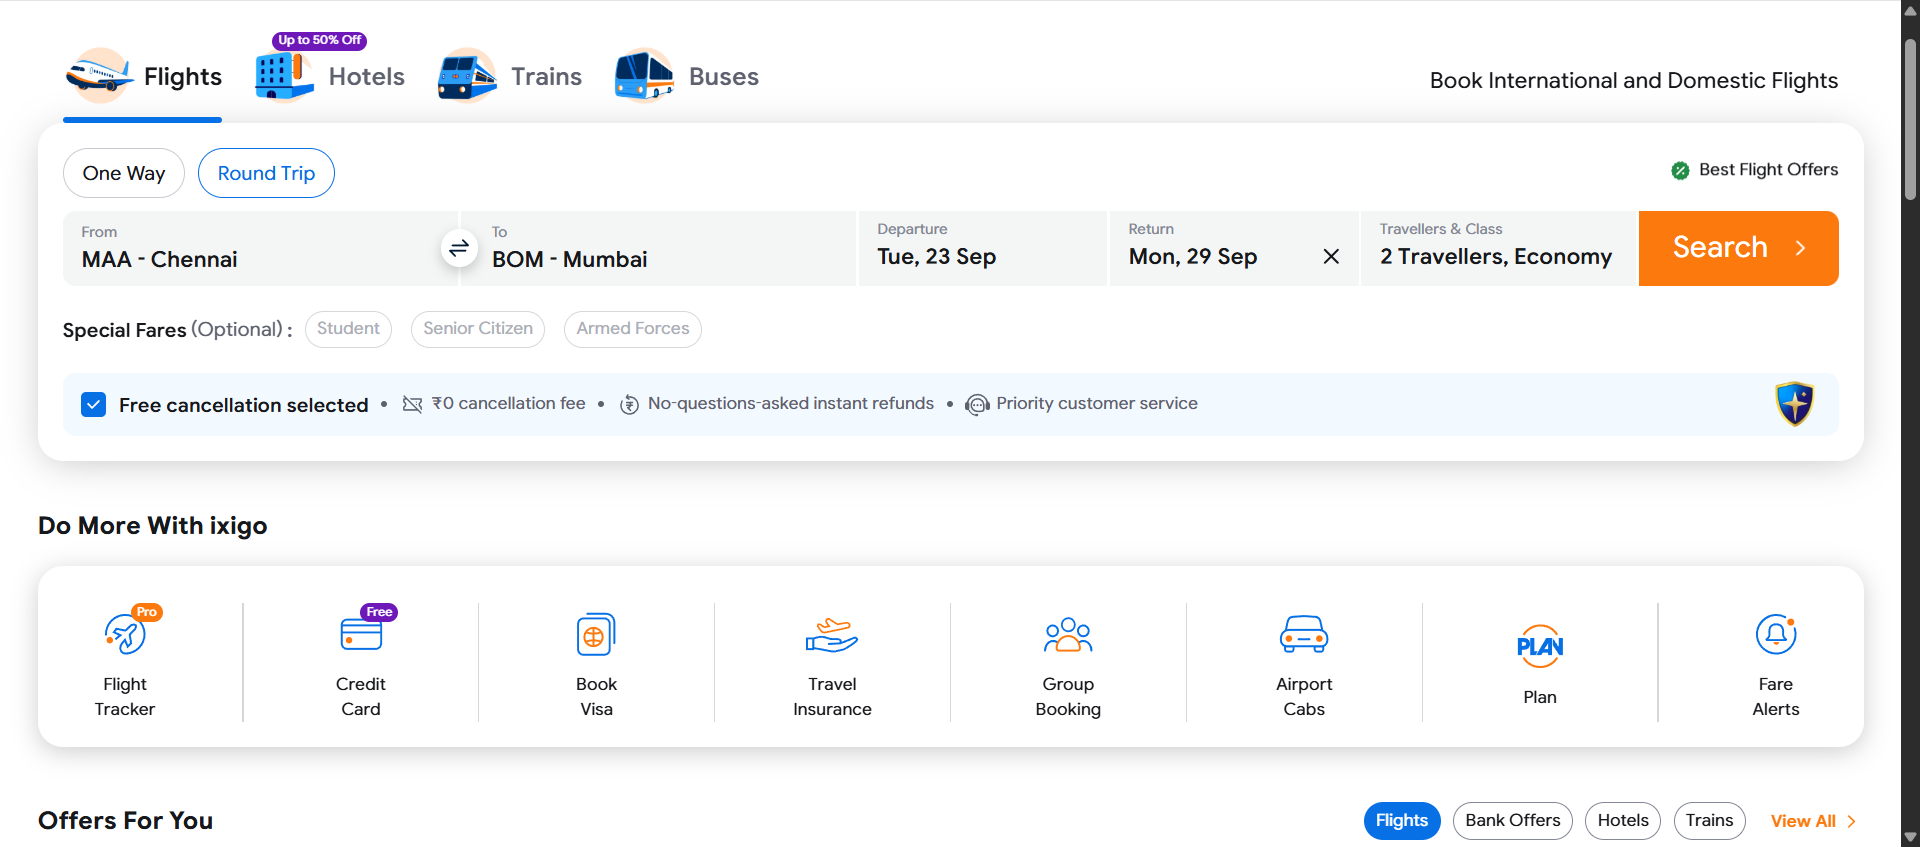 Up to 50% Off
Flights
Hotels
Trains
Buses
Book International and Domestic Flights
One Way
Round Trip
Best Flight Offers
From
MAA - Chennai
To
BOM - Mumbai
Departure
Tue, 23 Sep
Return
Mon, 29 Sep
Travellers & Class
2 Travellers, Economy
Search
Special Fares (Optional) :
Student
Senior Citizen
Armed Forces
Free cancellation selected • ₹0 cancellation fee • No-questions-asked instant refunds • Priority customer service
Do More With ixigo
Pro
Flight
Tracker
Free
Credit
Card
Book
Visa
Travel
Insurance
Group
Booking
Airport
Cabs
PLAN
Plan
Fare
Alerts
Offers For You
Flights
Bank Offers
Hotels
Trains
View All